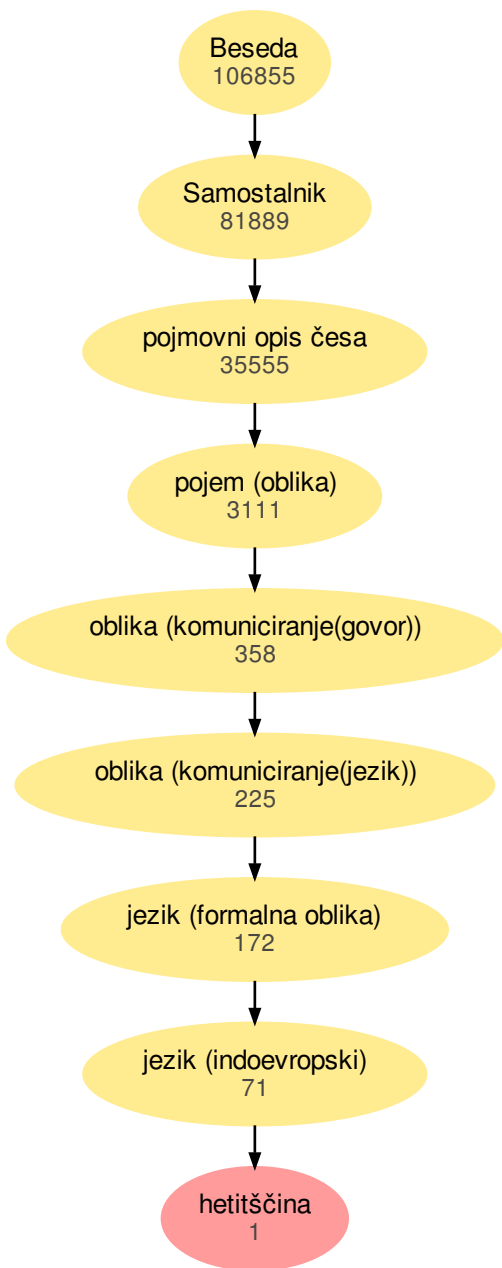 Beseda
106855
Samostalnik
81889
pojmovni opis česa
35555
pojem (oblika)
3111
oblika (komuniciranje(govor))
358
oblika (komuniciranje(jezik))
225
jezik (formalna oblika)
172
jezik (indoevropski)
71
hetitščina
1